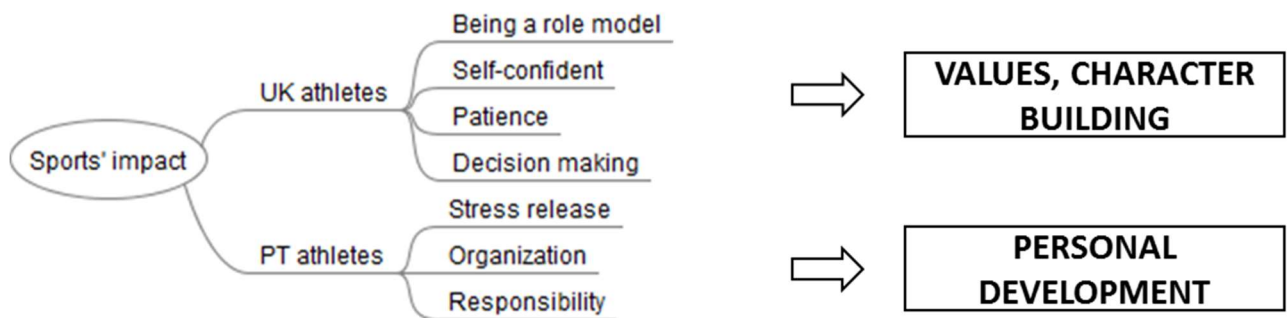 Being a role model
Self-confident
UK athletes
Patience
Decision making
VALUES, CHARACTER
BUILDING
Sports' impact
Stress release
PT athletes
Organization
Responsibility
PERSONAL
DEVELOPMENT